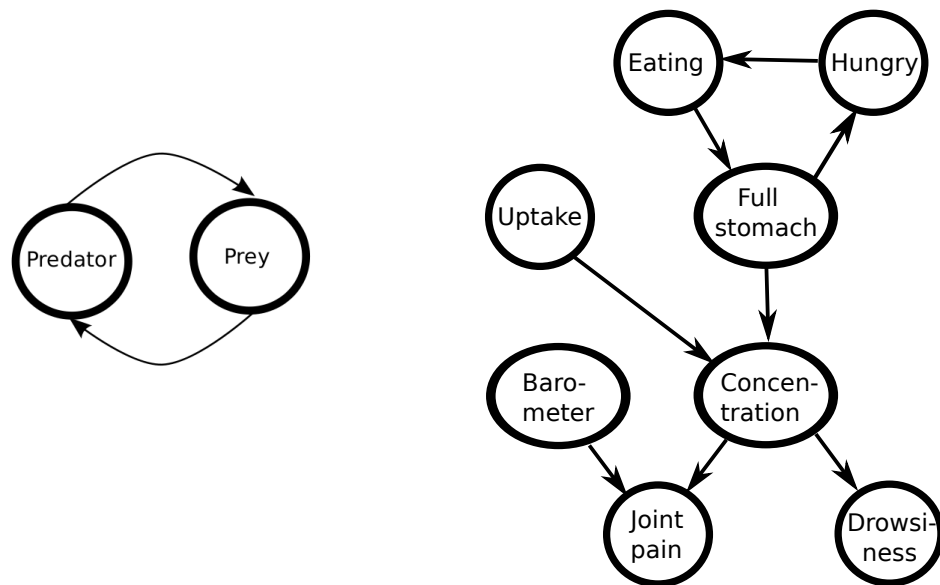 Predator
Prey
Eating
Hungry
Uptake
Full
stomach
Baro-
meter
Concen-
tration
Joint
pain
Drowsi-
ness